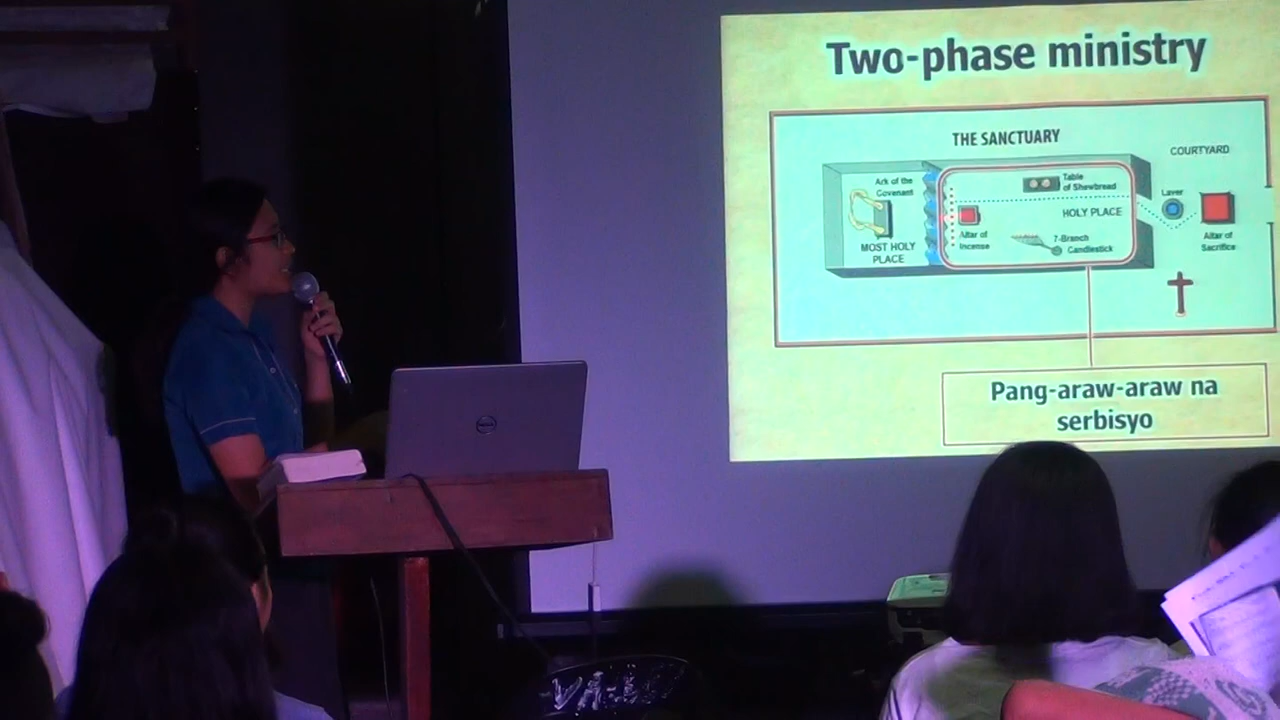 Two-phase ministry
THE SANCTUARY
COURTYARD
Ark of the
Covenant
Table
of Shewbread
Laver
HOLY PLACE
Altar of
Incense
7-Branch
Candlestick
Altar of
Sacrifice
MOST HOLY
PLACE
Pang-araw-araw na
serbisyo
DELL